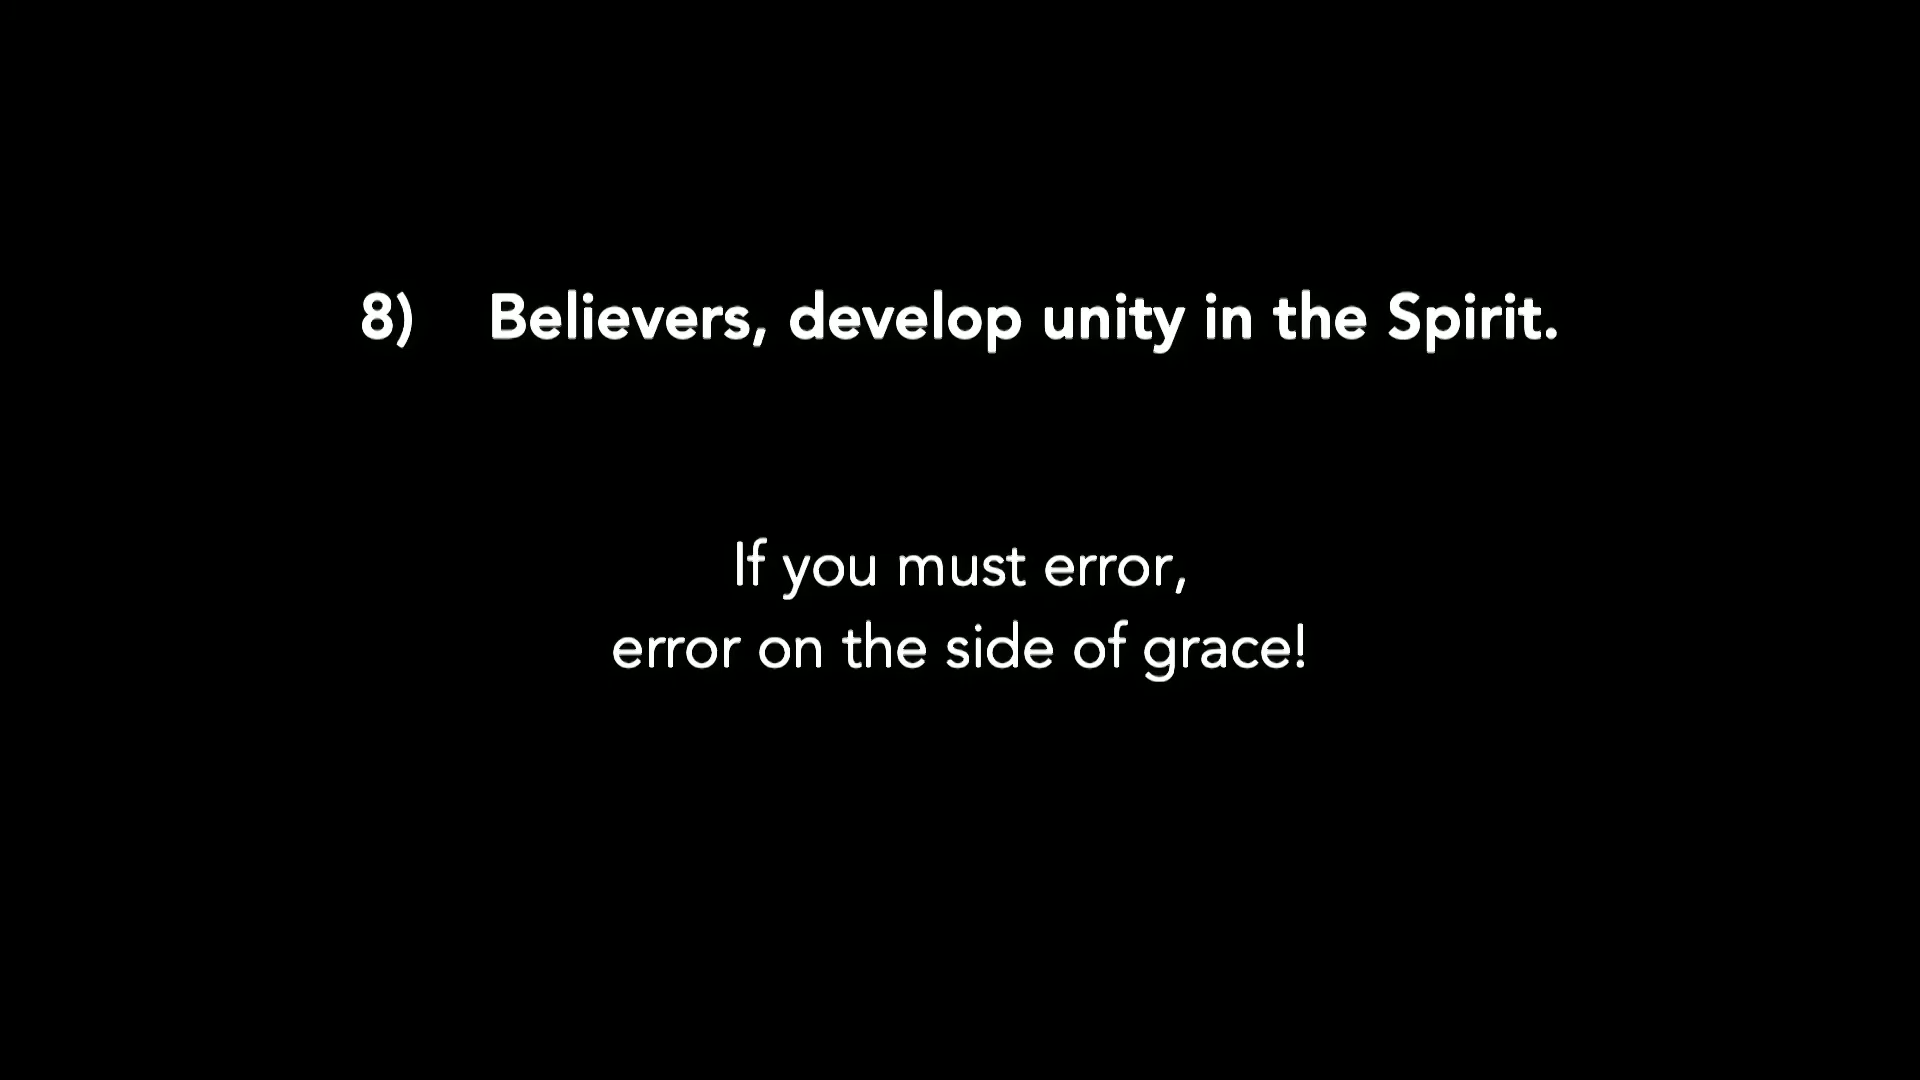 8) Believers, develop unity in the Spirit.
If you must error,
error on the side of grace!